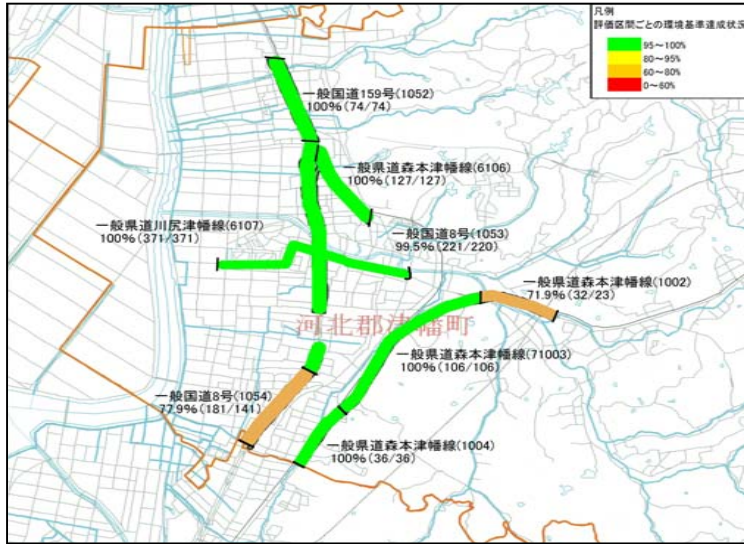 凡例
評価区間ごとの環境基準達成状況
95～100%
80～95%
60～80%
0～60%
一般国道159号(1052)
100%(74/74)
一般県道森本津幡線(6106)
100%(127/127)
一般県道川尻津幡線(6107)
100%(371/371)
一般国道8号(1053)
99.5%(221/220)
一般県道森本津幡線(1002)
71.9%(32/23)
河北郡津幡町
一般県道森本津幡線(71003)
100%(106/106)
一般国道8号(1054)
77.9%(181/141)
一般県道森本津幡線(1004)
100%(36/36)